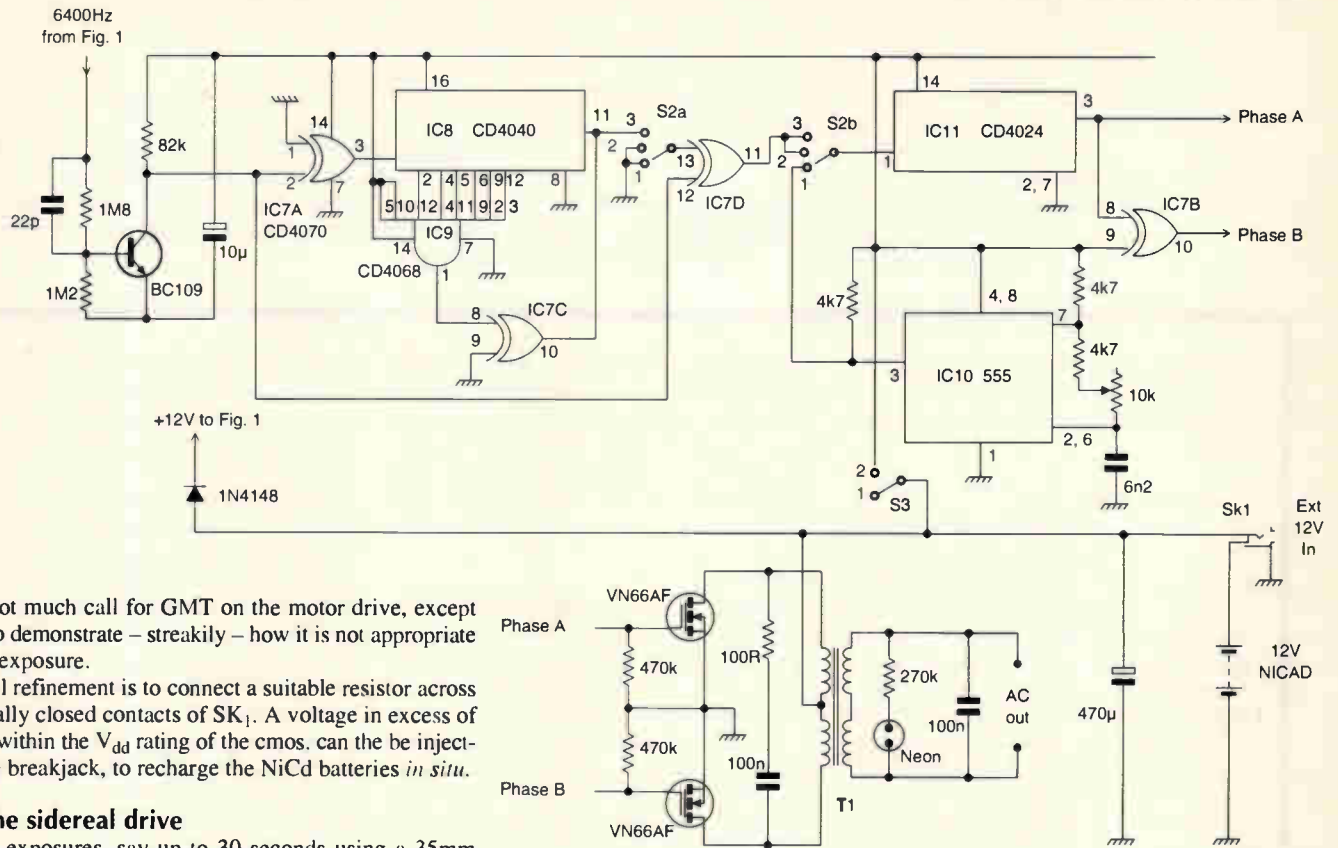 6400Hz
from Fig. 1
22p
1M8
1M2
82k
BC109
10µ
14
1
2
3
7
IC7A
CD4070
16
IC8 CD4040
11
2 4 5 6 9 12
8
5 10 12 4 11 9 2 3
IC9
14
7
CD4068
1
8
9
IC7C
10
3
2
1
S2a
13
11
12
IC7D
3
2
1
S2b
14
IC11 CD4024
3
1
2, 7
Phase A
8
9
IC7B
10
Phase B
4k7
4, 8
4k7
7
4k7
3
IC10 555
10k
2, 6
1
6n2
2
1
S3
+12V to Fig. 1
1N4148
Sk1
Ext
12V
In
12V
NICAD
470µ
VN66AF
Phase A
470k
470k
Phase B
VN66AF
100R
100n
T1
270k
Neon
100n
AC
out
ot much call for GMT on the motor drive, except
o demonstrate – streakily – how it is not appropriate
exposure.
l refinement is to connect a suitable resistor across
ally closed contacts of SK1. A voltage in excess of
within the Vdd rating of the cmos, can the be inject-
e breakjack, to recharge the NiCd batteries in situ.
ne sidereal drive
exposures, say up to 30 seconds using a 35mm